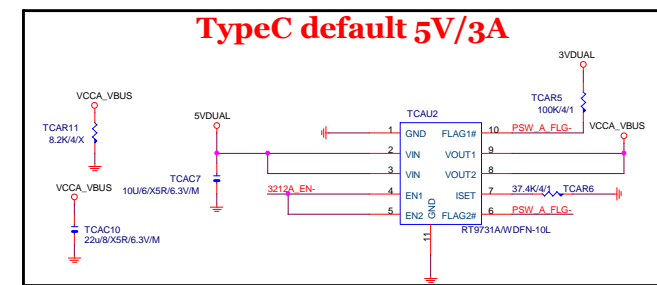 TypeC default 5V/3A
3VDUAL
VCCA_VBUS
TCAR11
8.2K/4/X
5VDUAL
TCAU2
TCAR5
100K/4/1
VCCA_VBUS
1 GND FLAG1# 10 PSW_A_FLG-
2 VIN VOUT1 9
TCAC7
10U/6/X5R/6.3V/M
3 VIN VOUT2 8
VCCA_VBUS
3212A_EN- 4 EN1 ISET 7 37.4K/4/1 TCAR6
5 EN2 GND FLAG2# 6 PSW_A_FLG-
TCAC10
22u/8/X5R/6.3V/M
11
RT9731A/WDFN-10L